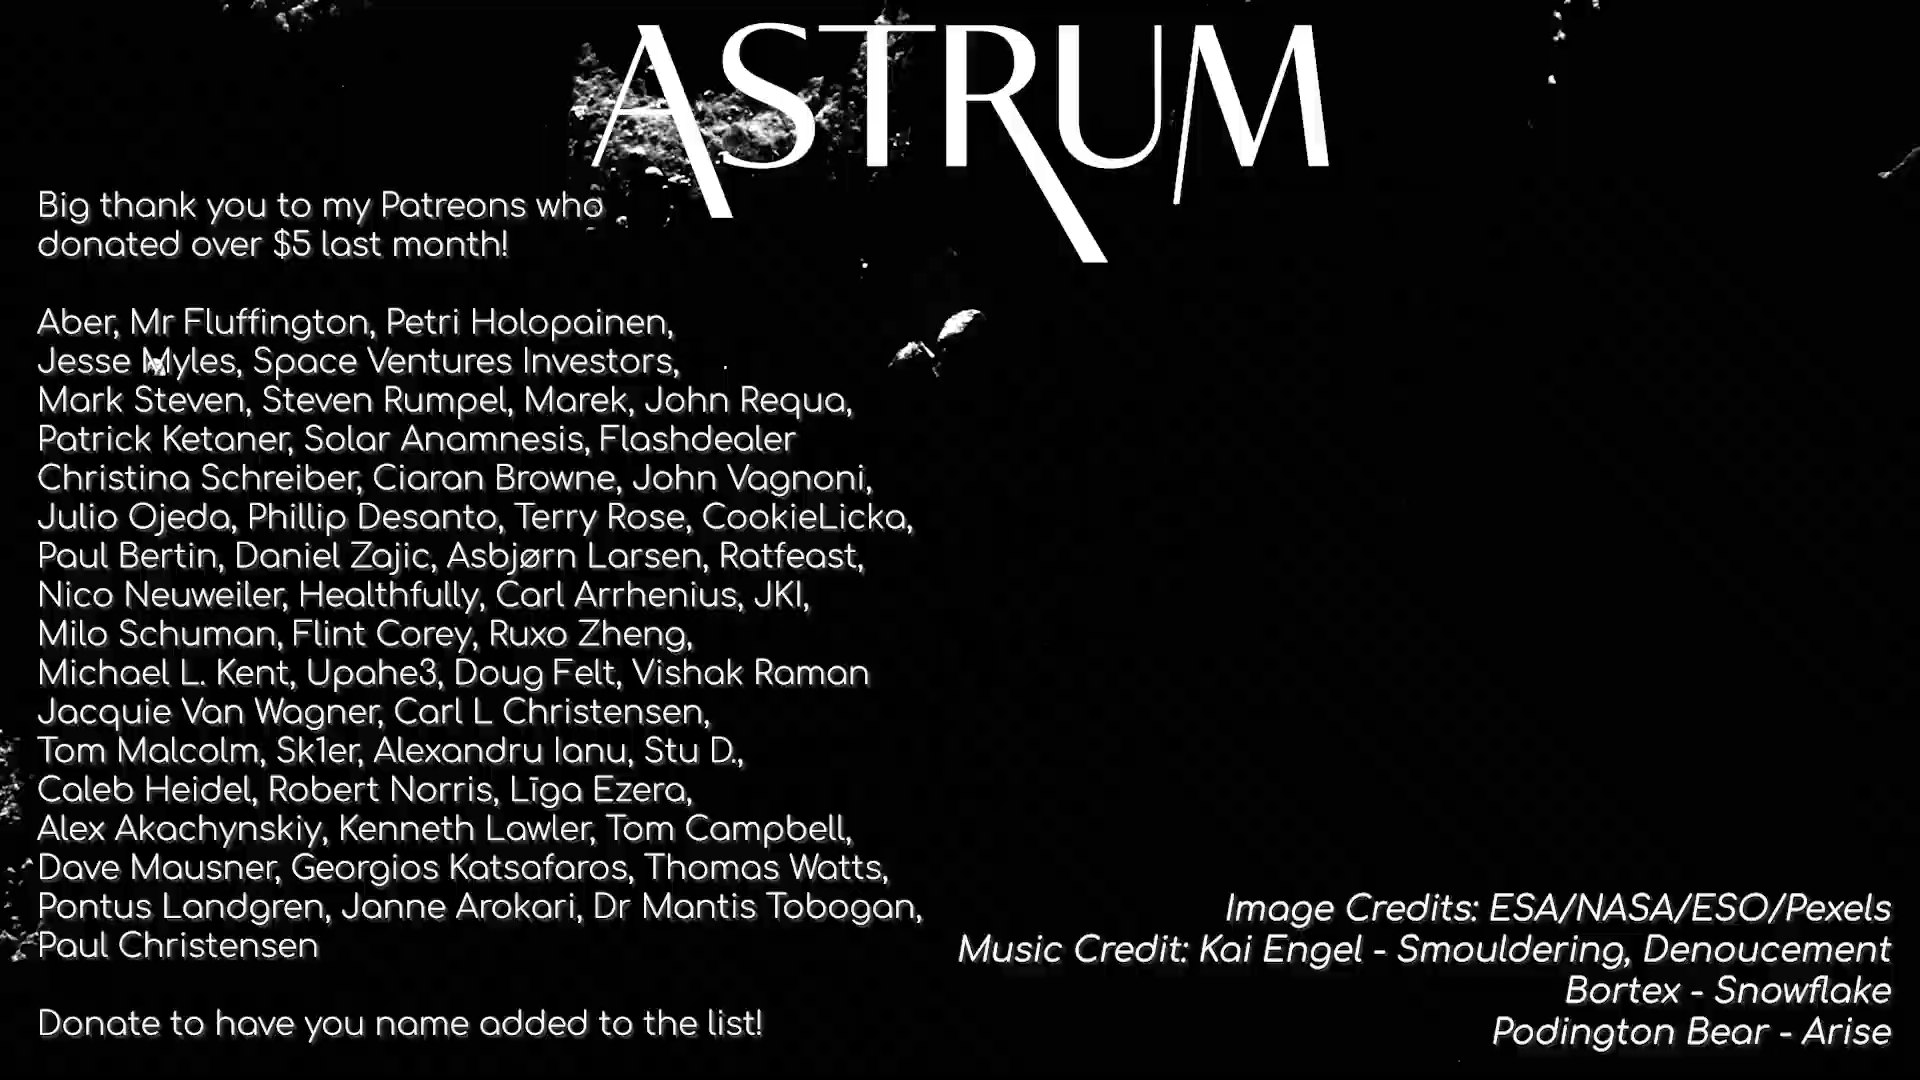 ASTRUM
Big thank you to my Patreons who
donated over $5 last month!
Aber, Mr Fluffington, Petri Holopainen,
Jesse Myles, Space Ventures Investors,
Mark Steven, Steven Rumpel, Marek, John Requa,
Patrick Ketaner, Solar Anamnesis, Flashdealer
Christina Schreiber, Ciaran Browne, John Vagnoni,
Julio Ojeda, Phillip Desanto, Terry Rose, CookieLicka,
Paul Bertin, Daniel Zajic, Asbjørn Larsen, Ratfeast,
Nico Neuweiler, Healthfully, Carl Arrhenius, JKI,
Milo Schuman, Flint Corey, Ruxo Zheng,
Michael L. Kent, Upahe3, Doug Felt, Vishak Raman
Jacquie Van Wagner, Carl L Christensen,
Tom Malcolm, Sk1er, Alexandru Ianu, Stu D.,
Caleb Heidel, Robert Norris, Līga Ezera,
Alex Akachynskiy, Kenneth Lawler, Tom Campbell,
Dave Mausner, Georgios Katsafaros, Thomas Watts,
Pontus Landgren, Janne Arokari, Dr Mantis Tobogan,
Paul Christensen
Donate to have you name added to the list!
Image Credits: ESA/NASA/ESO/Pexels
Music Credit: Kai Engel - Smouldering, Denoucement
Bortex - Snowflake
Podington Bear - Arise